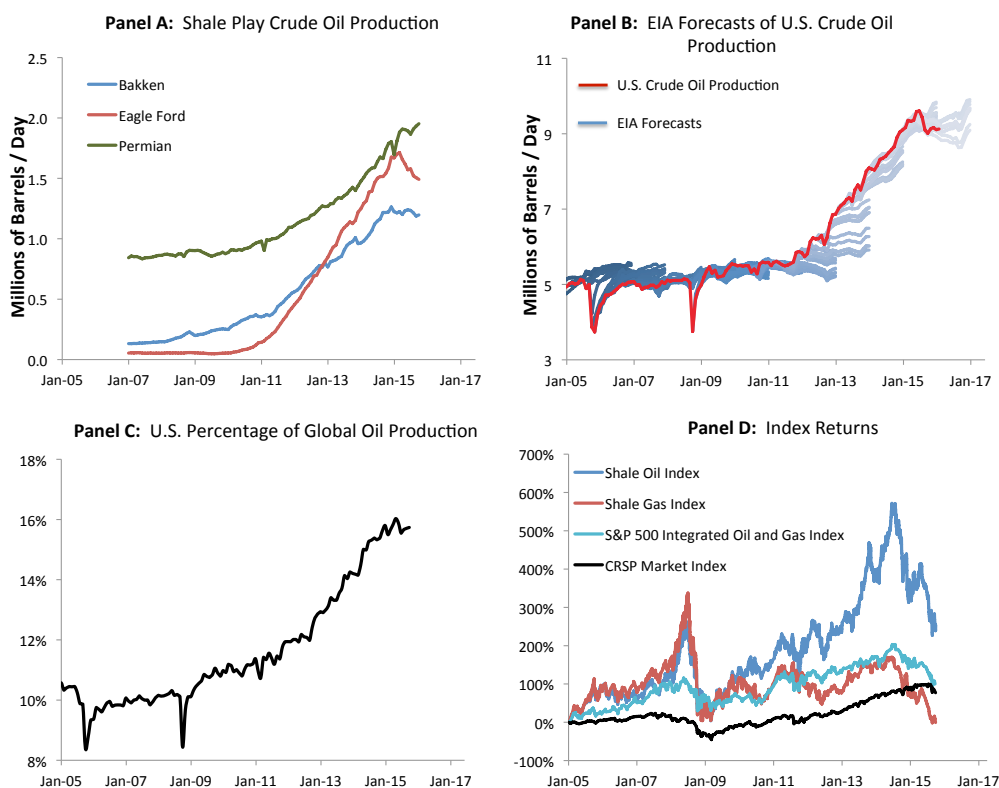 Panel A: Shale Play Crude Oil Production
Millions of Barrels / Day
2.5
2.0
1.5
1.0
0.5
0.0
Bakken
Eagle Ford
Permian
Jan-05 Jan-07 Jan-09 Jan-11 Jan-13 Jan-15 Jan-17
Panel B: EIA Forecasts of U.S. Crude Oil
Production
Millions of Barrels / Day
11
9
7
5
3
U.S. Crude Oil Production
EIA Forecasts
Jan-05 Jan-07 Jan-09 Jan-11 Jan-13 Jan-15 Jan-17
Panel C: U.S. Percentage of Global Oil Production
18%
16%
14%
12%
10%
8%
Jan-05 Jan-07 Jan-09 Jan-11 Jan-13 Jan-15 Jan-17
Panel D: Index Returns
700%
600%
500%
400%
300%
200%
100%
0%
-100%
Shale Oil Index
Shale Gas Index
S&P 500 Integrated Oil and Gas Index
CRSP Market Index
Jan-05 Jan-07 Jan-09 Jan-11 Jan-13 Jan-15 Jan-17